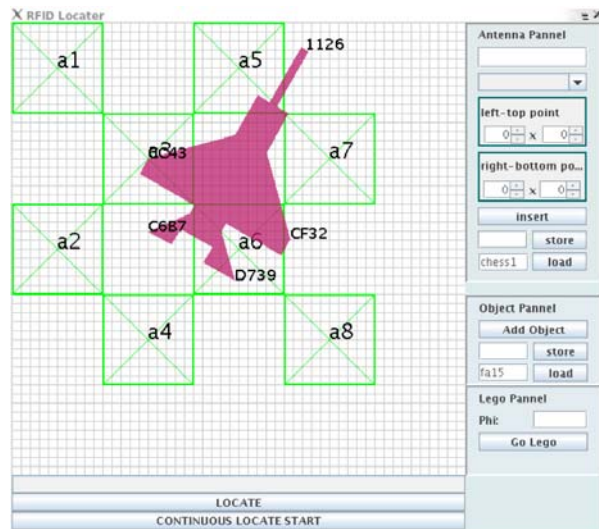 X RFID Locater
Antenna Pannel
1126
a1
a5
left-top point
0 x 0
a3
a7
right-bottom po...
0 x 0
insert
C6B7
a2
a6
CF32
store
chess1 load
D739
Object Pannel
Add Object
a4
a8
store
fa15 load
Lego Pannel
Phi:
Go Lego
LOCATE
CONTINUOUS LOCATE START